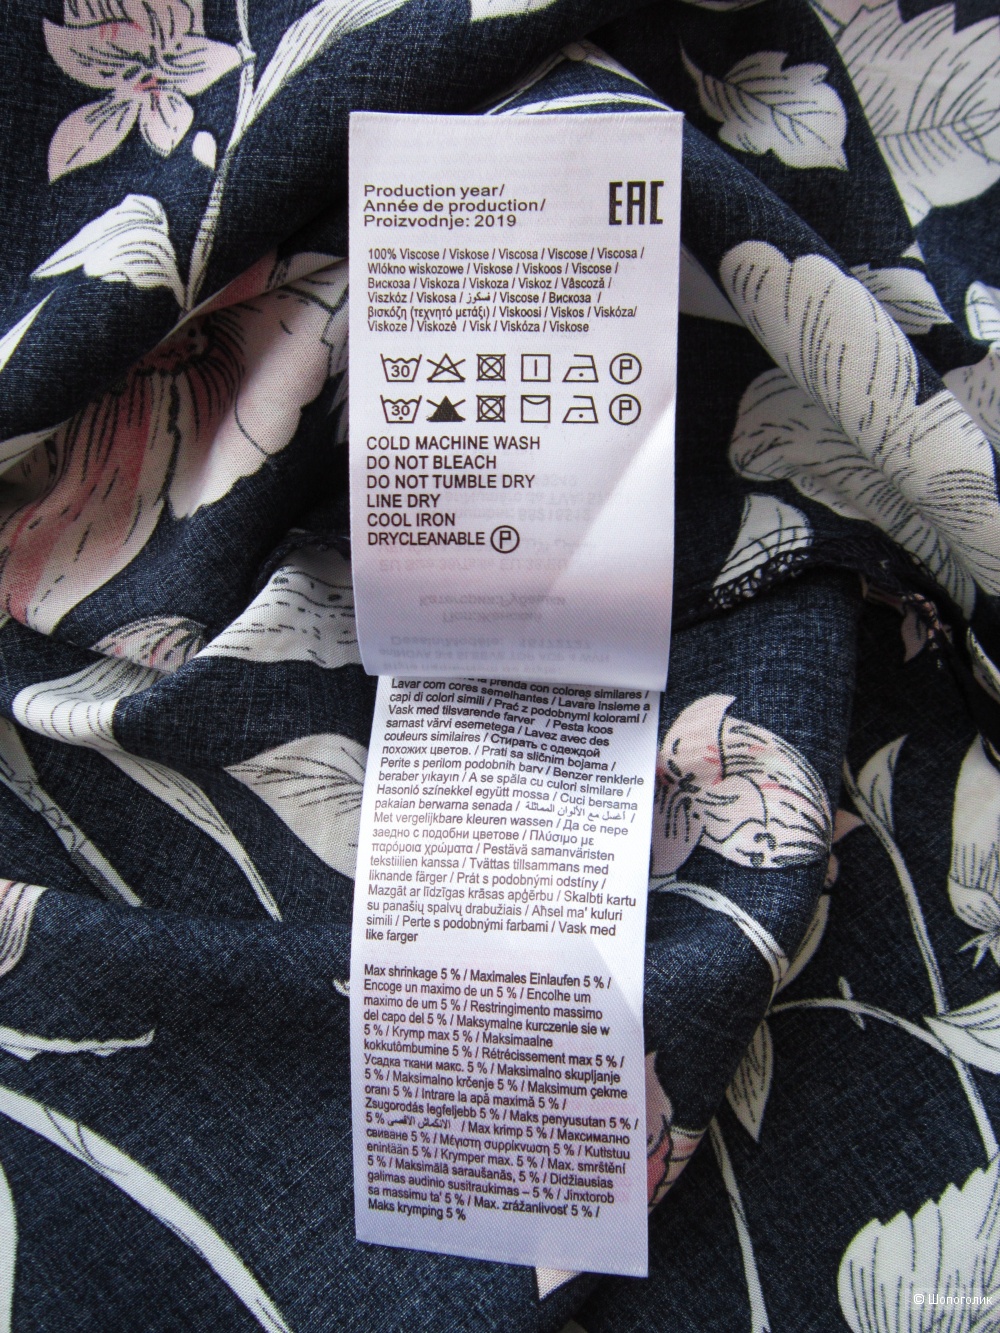 Production year/
Année de production/
Proizvodnje: 2019
EAC
100% Viscose / Viskose / Viscosa / Viscose / Viscosa /
Włókno wiskozowe / Viskose / Viskoos / Viscose /
Вискоза / Viskoza / Viskoza / Viskoz / Vâscoză /
Viszkóz / Viskosa / فسكوز / Viscose / Вискоза /
βισκόζη (τεχνητό μετάξι) / Viskoosi / Viskos / Viskóza/
Viskoze / Viskozė / Visk / Viskóza / Viskose
30 P
30 P
COLD MACHINE WASH
DO NOT BLEACH
DO NOT TUMBLE DRY
LINE DRY
COOL IRON
DRYCLEANABLE P
la prenda con colores similares /
Lavar com cores semelhantes / Lavare insieme a
capi di colori simili / Prać z podobnymi kolorami /
Vask med tilsvarende farver / Pesta koos
sarnast värvi esemetega / Lavez avec des
couleurs similaires / Стирать с одеждой
похожих цветов. / Prati sa sličnim bojama /
Perite s perilom podobnih barv / Benzer renklerle
beraber yıkayın / A se spăla cu culori similare /
Hasonló színekkel együtt mossa / Cuci bersama
pakaian berwarna senada / أغسل مع الألوان المماثلة /
Met vergelijkbare kleuren wassen / Да се пере
заедно с подобни цветове / Πλύσιμο με
παρόμοια χρώματα / Pestävä samanväristen
tekstiilien kanssa / Tvättas tillsammans med
liknande färger / Prát s podobnými odstíny /
Mazgāt ar līdzīgas krāsas apģērbu / Skalbti kartu
su panašių spalvų drabužiais / Aħsel ma' kuluri
simili / Perte s podobnými farbami / Vask med
like farger
Max shrinkage 5 % / Maximales Einlaufen 5 % /
Encoge un maximo de un 5 % / Encolhe um
maximo de um 5 % / Restringimento massimo
del capo del 5 % / Maksymalne kurczenie sie w
5 % / Krymp max 5 % / Maksimaalne
kokkutõmbumine 5 % / Rétrécissement max 5 % /
Усадка ткани макс. 5 % / Maksimalno skupljanje
5 % / Maksimalno krčenje 5 % / Maksimum çekme
oranı 5 % / Intrare la apă maximă 5 % /
Zsugorodás legfeljebb 5 % / Maks penyusutan 5 % /
5 % الانكماش الأقصى / Max krimp 5 % / Максимално
свиване 5 % / Μέγιστη συρρίκνωση 5 % / Kutistuu
enintään 5 % / Krymper max. 5 % / Max. smrštění
5 % / Maksimālā saraušanās, 5 % / Didžiausias
galimas audinio susitraukimas – 5 % / Jinxtorob
sa massimu ta' 5 % / Max. zrážanlivosť 5 % /
Maks krymping 5 %
© Шопоголик